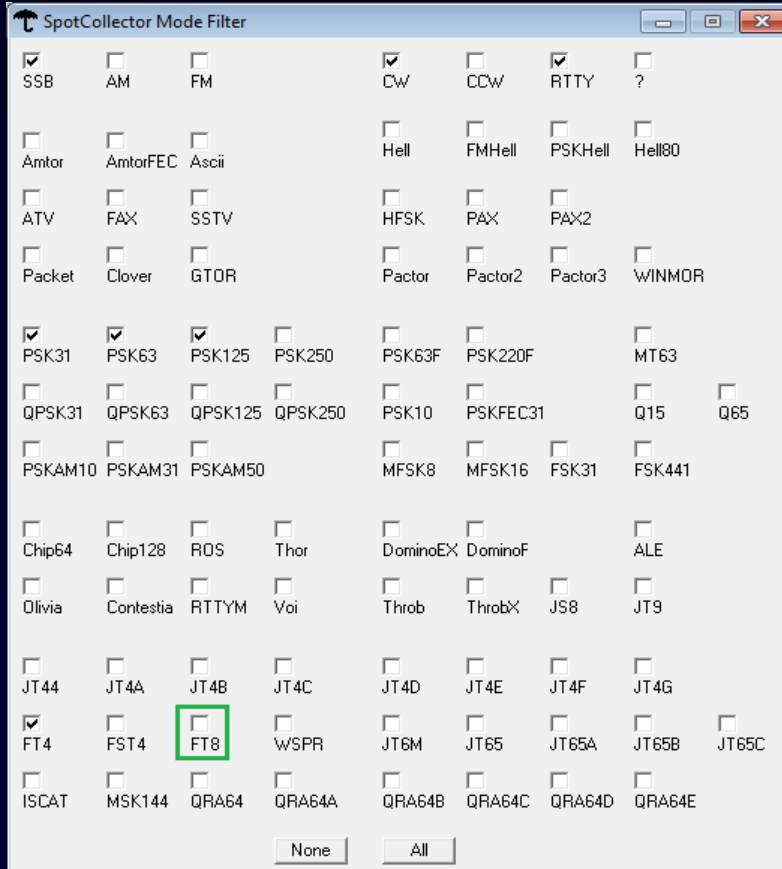 SpotCollector Mode Filter
SSB AM FM CW CCW RTTY ?
Amtor AmtorFEC Ascii Hell FMHell PSKHell Hell80
ATV FAX SSTV HFSK PAX PAX2
Packet Clover GTOR Pactor Pactor2 Pactor3 WINMOR
PSK31 PSK63 PSK125 PSK250 PSK63F PSK220F MT63
QPSK31 QPSK63 QPSK125 QPSK250 PSK10 PSKFEC31 Q15 Q65
PSKAM10 PSKAM31 PSKAM50 MFSK8 MFSK16 FSK31 FSK441
Chip64 Chip128 ROS Thor DominoEX DominoF ALE
Olivia Contestia RTTYM Voi Throb ThrobX JS8 JT9
JT44 JT4A JT4B JT4C JT4D JT4E JT4F JT4G
FT4 FST4 FT8 WSPR JT6M JT65 JT65A JT65B JT65C
ISCAT MSK144 QRA64 QRA64A QRA64B QRA64C QRA64D QRA64E
None All